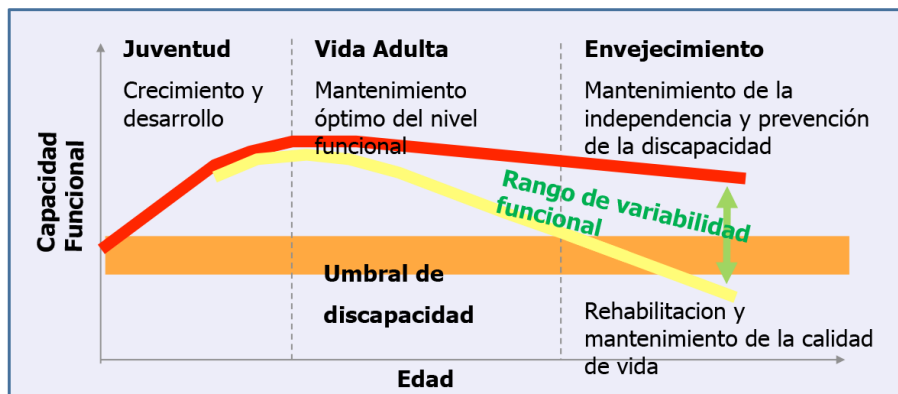 Juventud
Crecimiento y
desarrollo
Vida Adulta
Mantenimiento
óptimo del nivel
funcional
Envejecimiento
Mantenimiento de la
independencia y prevención
de la discapacidad
Capacidad
Funcional
Rango de variabilidad
funcional
Umbral de
discapacidad
Rehabilitacion y
mantenimiento de la calidad
de vida
Edad